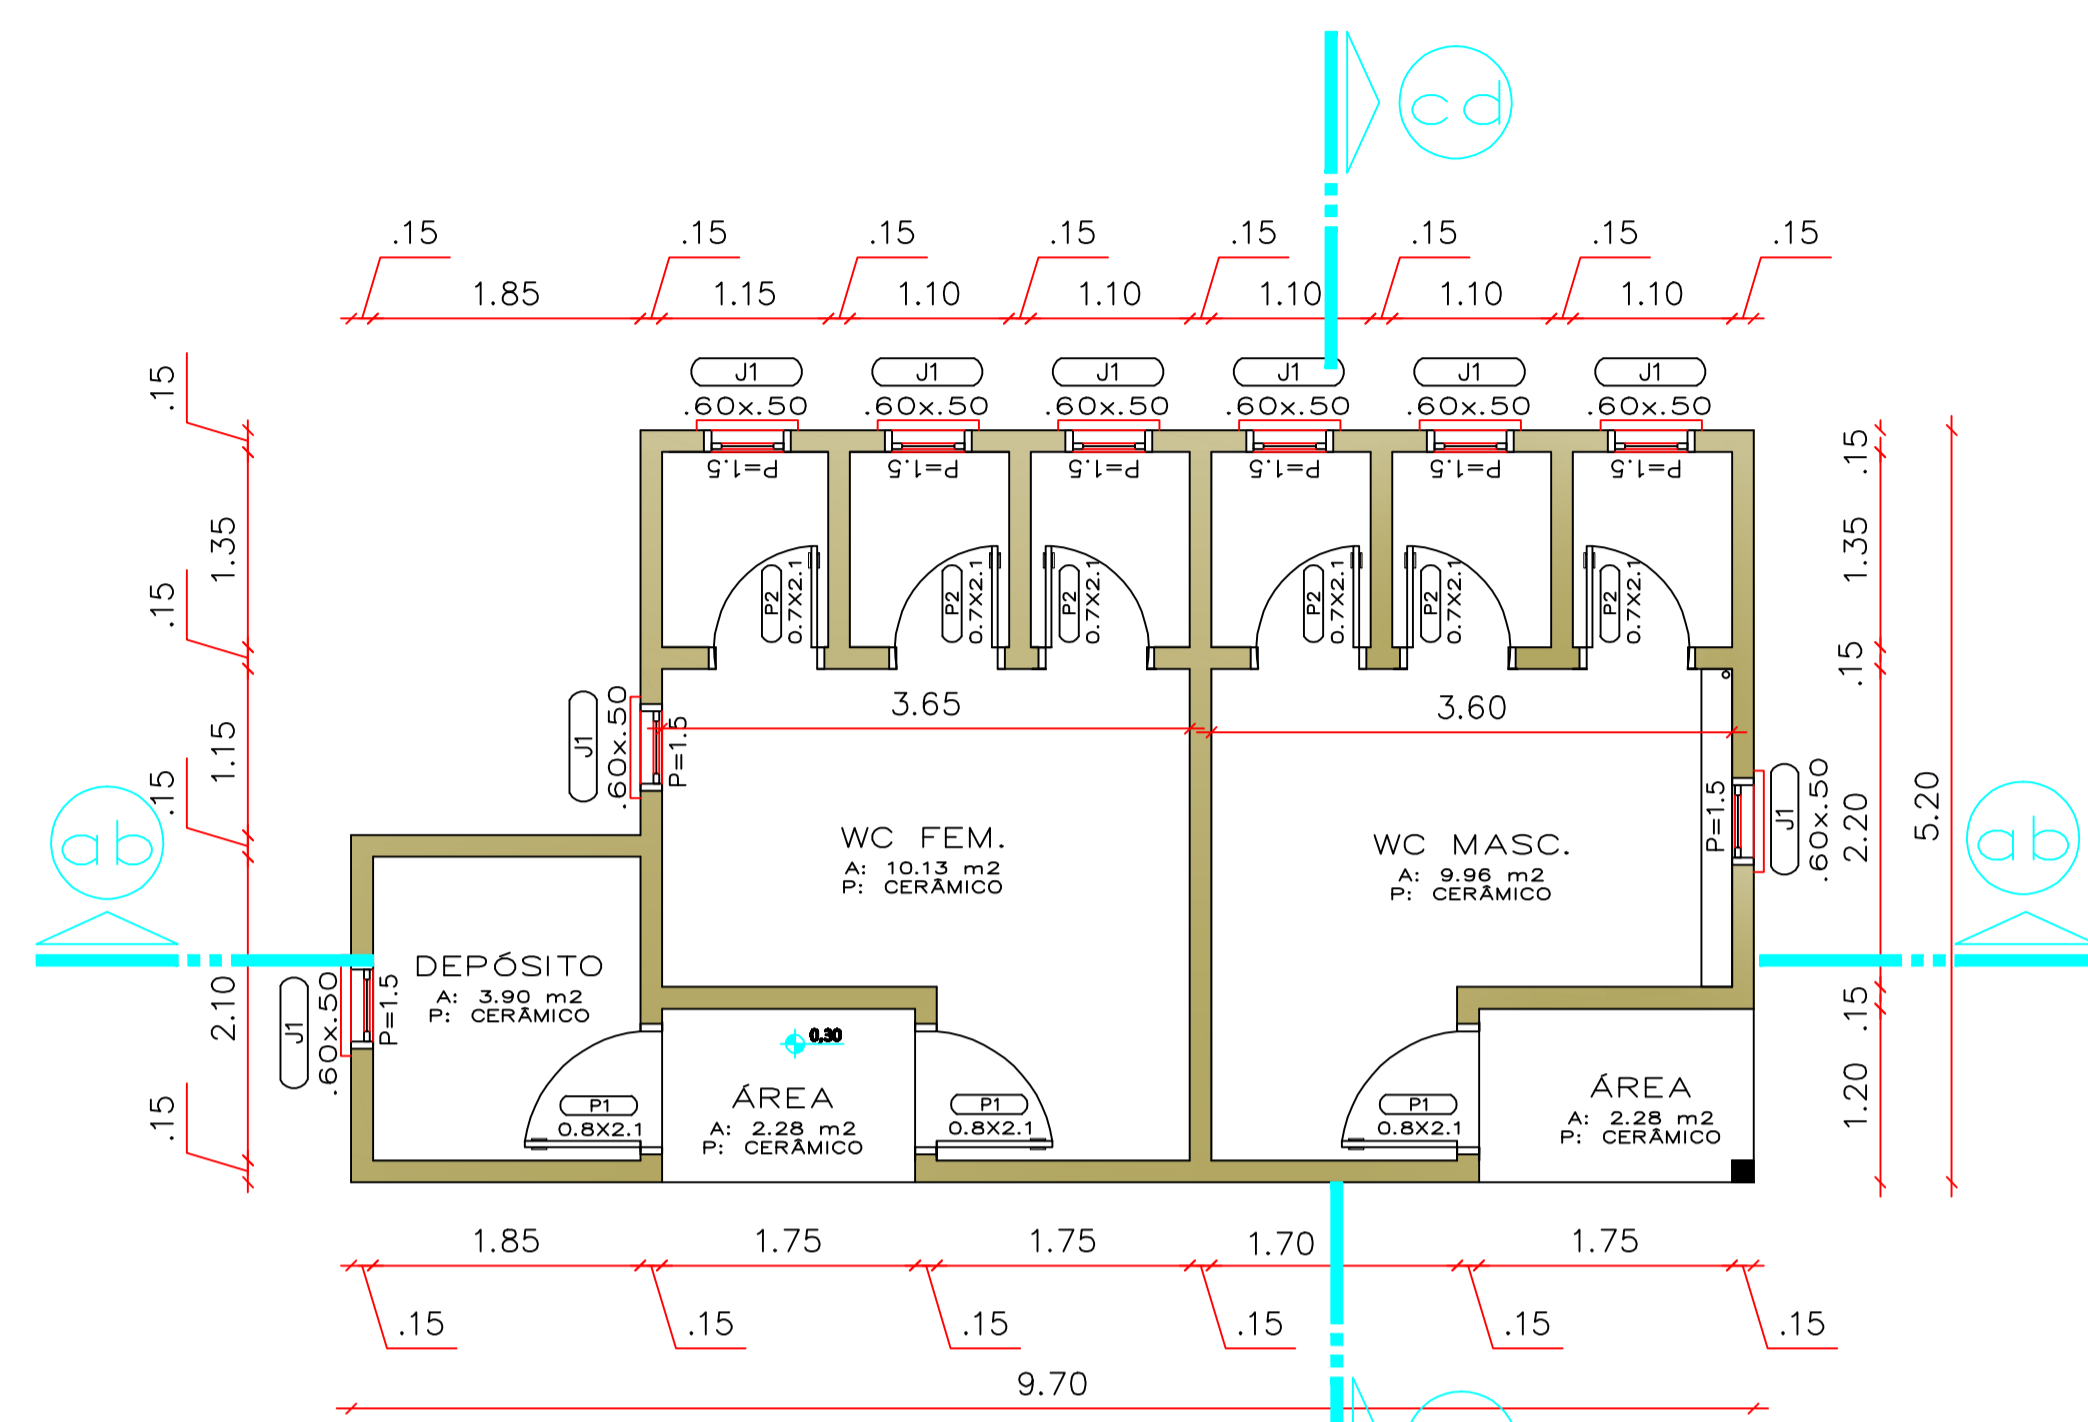 cd
.15 .15 .15 .15 .15 .15 .15 .15
1.85 1.15 1.10 1.10 1.10 1.10 1.10
J1 J1 J1 J1 J1 J1
.60x.50 .60x.50 .60x.50 .60x.50 .60x.50 .60x.50
P=1.5 P=1.5 P=1.5 P=1.5 P=1.5 P=1.5
P2 P2 P2 P2 P2 P2
0.7X2.1 0.7X2.1 0.7X2.1 0.7X2.1 0.7X2.1 0.7X2.1
.15
1.35
.15
1.15
.15
2.10
.15
.15
1.35
.15
2.20
.15
1.20
5.20
3.65 3.60
J1
.60x.50
P=1.5
P=1.5
J1
.60x.50
ab
ab
WC FEM.
A: 10.13 m2
P: CERÂMICO
WC MASC.
A: 9.96 m2
P: CERÂMICO
J1
.60x.50
P=1.5
DEPÓSITO
A: 3.90 m2
P: CERÂMICO
0,30
ÁREA
A: 2.28 m2
P: CERÂMICO
ÁREA
A: 2.28 m2
P: CERÂMICO
P1 P1 P1
0.8X2.1 0.8X2.1 0.8X2.1
1.85 1.75 1.75 1.70 1.75
.15 .15 .15 .15 .15 .15
9.70